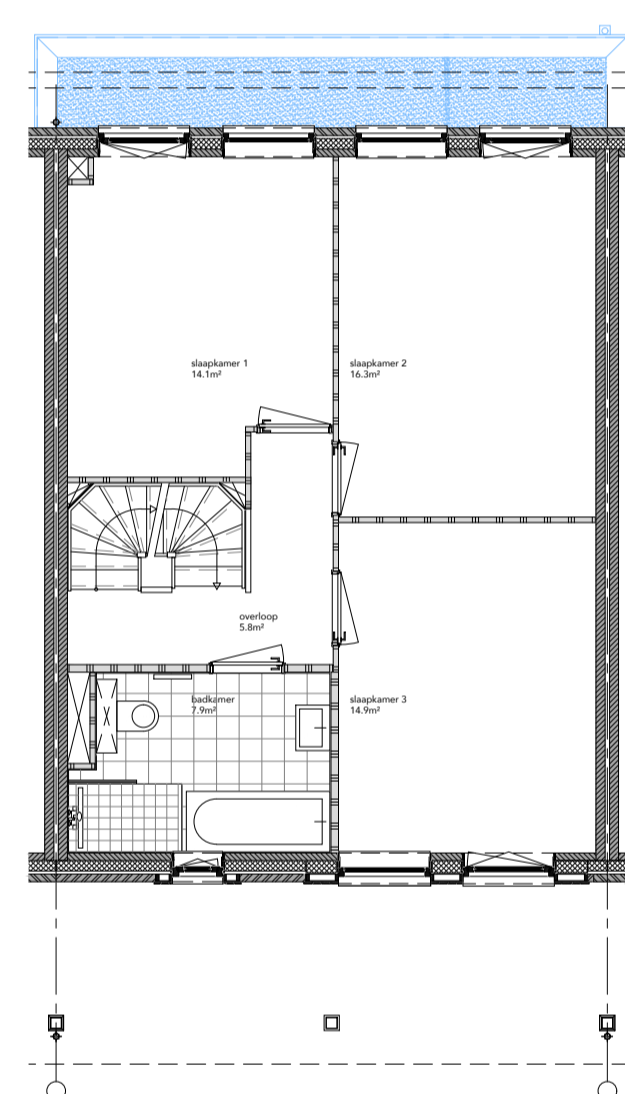 slaapkamer 1
14.1m²
slaapkamer 2
16.3m²
overloop
5.8m²
badkamer
7.9m²
slaapkamer 3
14.9m²